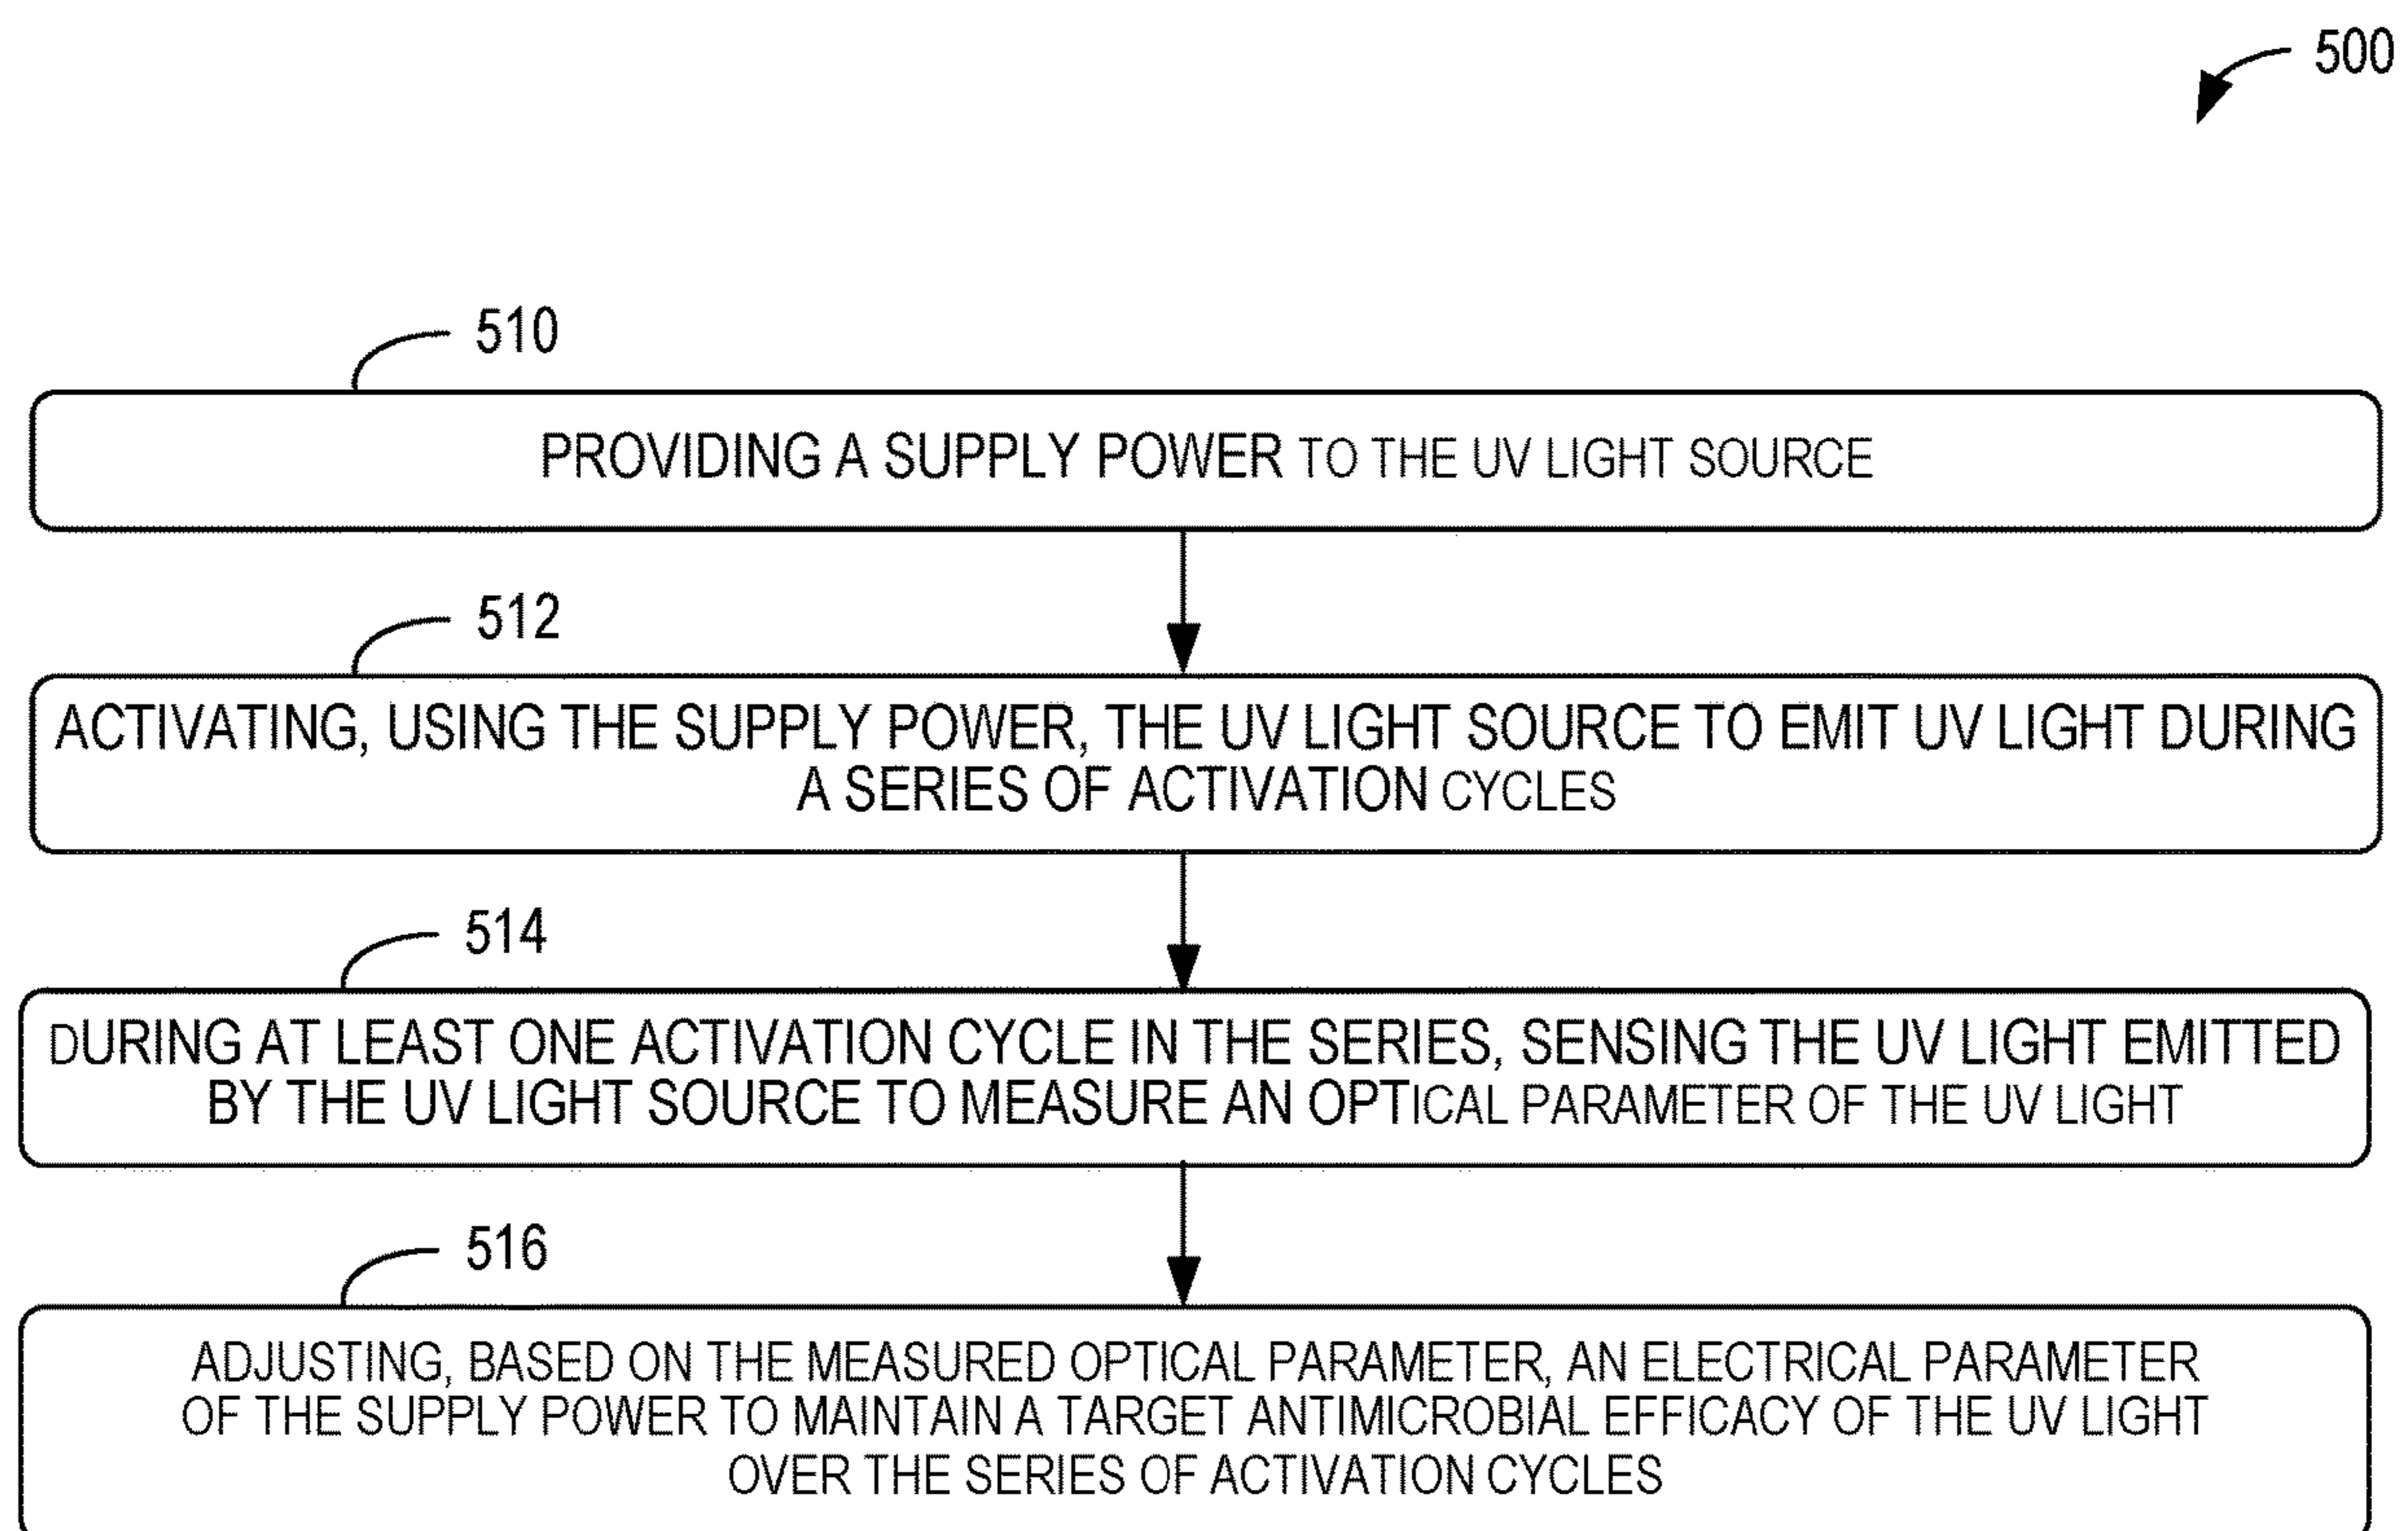 500
510
PROVIDING A SUPPLY POWER TO THE UV LIGHT SOURCE
512
ACTIVATING, USING THE SUPPLY POWER, THE UV LIGHT SOURCE TO EMIT UV LIGHT DURING
A SERIES OF ACTIVATION CYCLES
514
DURING AT LEAST ONE ACTIVATION CYCLE IN THE SERIES, SENSING THE UV LIGHT EMITTED
BY THE UV LIGHT SOURCE TO MEASURE AN OPTICAL PARAMETER OF THE UV LIGHT
516
ADJUSTING, BASED ON THE MEASURED OPTICAL PARAMETER, AN ELECTRICAL PARAMETER
OF THE SUPPLY POWER TO MAINTAIN A TARGET ANTIMICROBIAL EFFICACY OF THE UV LIGHT
OVER THE SERIES OF ACTIVATION CYCLES